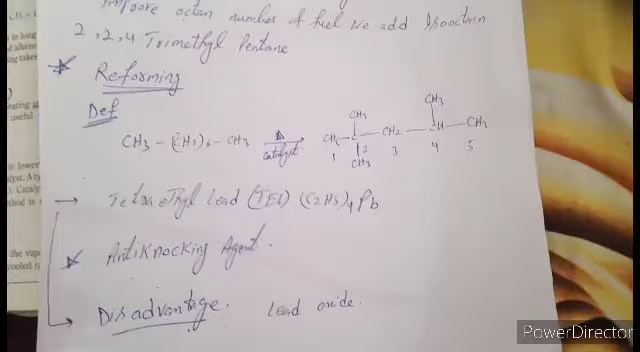 improve octan number of fuel we add Isooctan
2,2,4 Trimethyl Pentane
Reforming
Def
CH3 - (CH2)6 - CH3 Δ catalyst CH3 - C - CH2 - CH - CH3
CH3 CH3
1 2 3 4 5
CH3
→ Tetra ethyl Lead (TEL) (C2H5)4Pb
Antiknocking Agent.
Disadvantage. Lead oxide.
PowerDirector